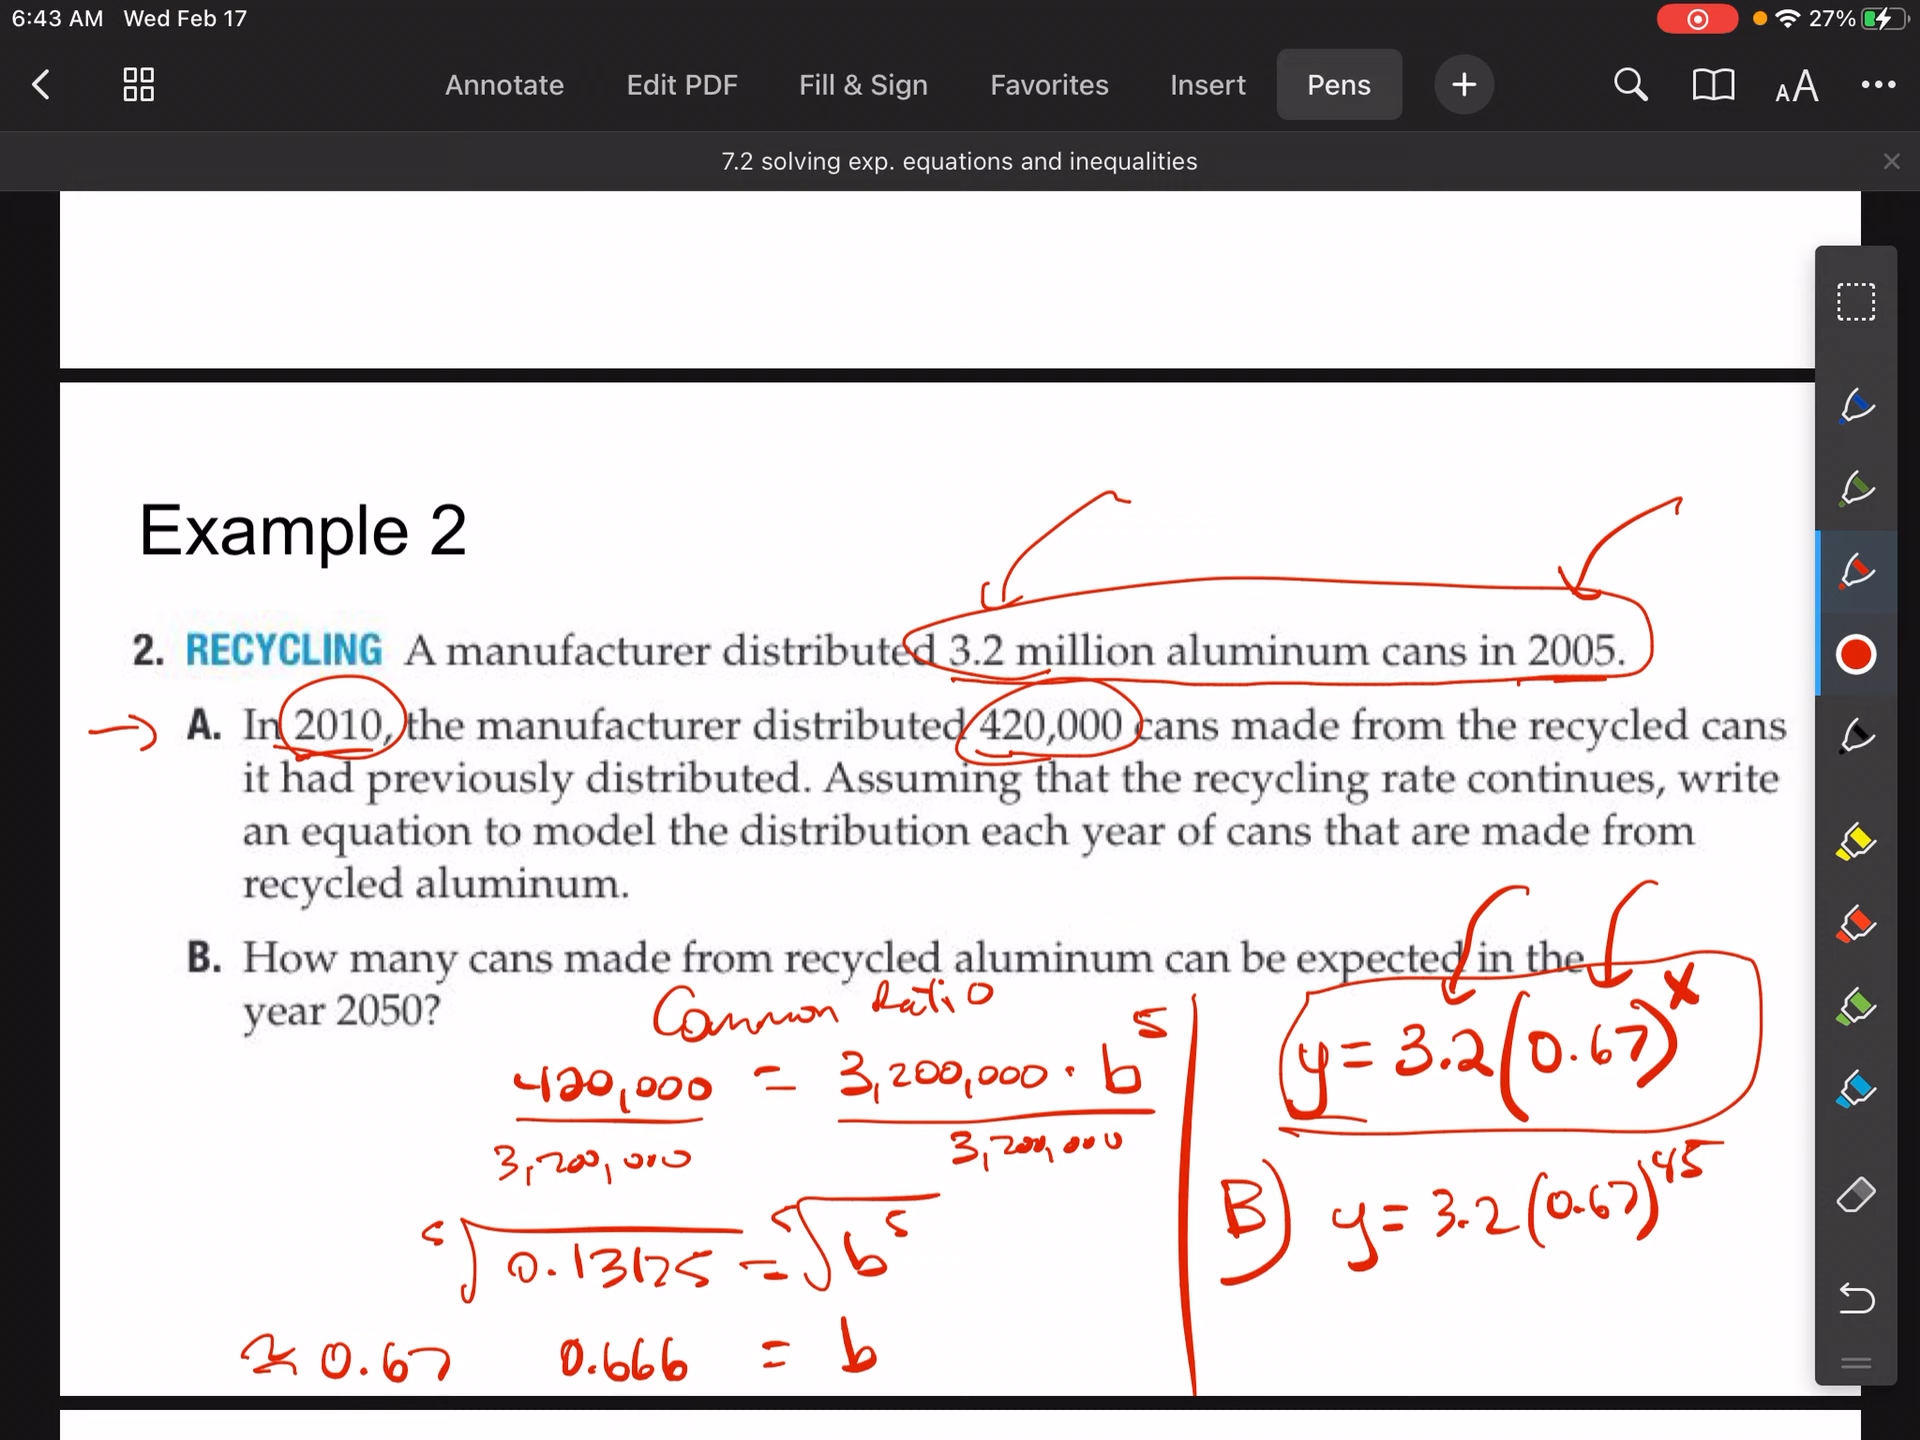 6:43 AM Wed Feb 17
27%
Annotate Edit PDF Fill & Sign Favorites Insert Pens +
AA
7.2 solving exp. equations and inequalities
Example 2
2. RECYCLING A manufacturer distributed 3.2 million aluminum cans in 2005.
A. In 2010, the manufacturer distributed 420,000 cans made from the recycled cans
it had previously distributed. Assuming that the recycling rate continues, write
an equation to model the distribution each year of cans that are made from
recycled aluminum.
B. How many cans made from recycled aluminum can be expected in the
year 2050?
Common Ratio
420,000 = 3,200,000 · b^5
3,200,000 3,200,000
5√0.13125 = 5√b^5
≈ 0.67 0.666 = b
y = 3.2(0.67)^x
B) y = 3.2(0.67)^45